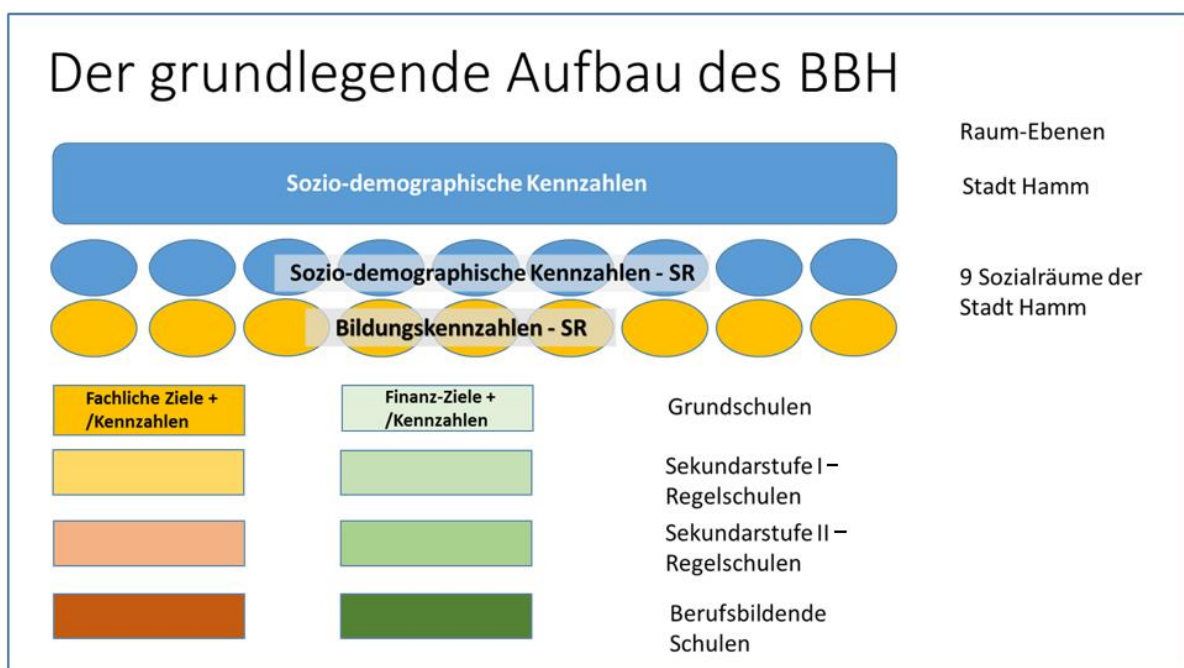 Der grundlegende Aufbau des BBH
Raum-Ebenen
Sozio-demographische Kennzahlen
Stadt Hamm
Sozio-demographische Kennzahlen - SR
9 Sozialräume der
Stadt Hamm
Bildungskennzahlen - SR
Fachliche Ziele +
/Kennzahlen
Finanz-Ziele +
/Kennzahlen
Grundschulen
Sekundarstufe I –
Regelschulen
Sekundarstufe II –
Regelschulen
Berufsbildende
Schulen